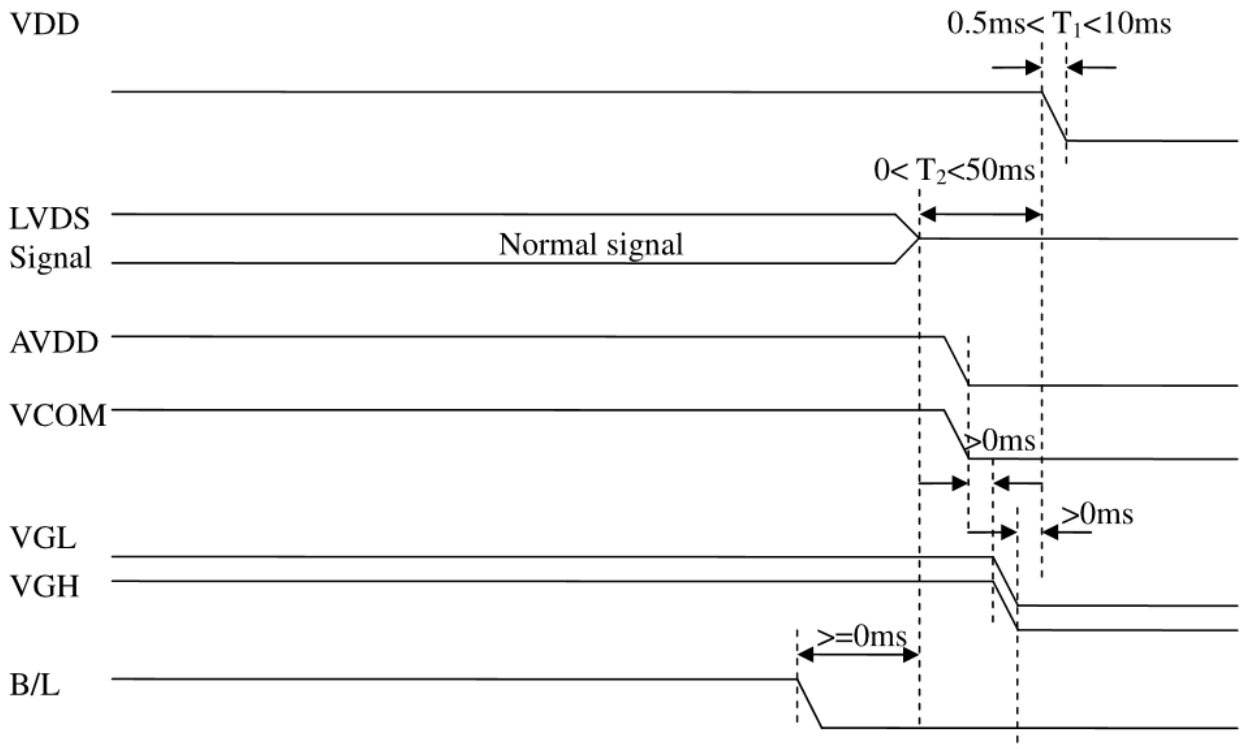 VDD
0.5ms< T₁<10ms
0< T₂<50ms
LVDS
Signal
Normal signal
AVDD
VCOM
>0ms
>0ms
VGL
VGH
>=0ms
B/L